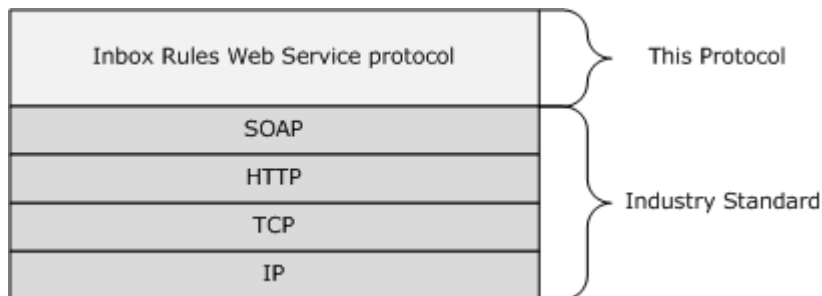 Inbox Rules Web Service protocol
This Protocol
SOAP
HTTP
TCP
IP
Industry Standard